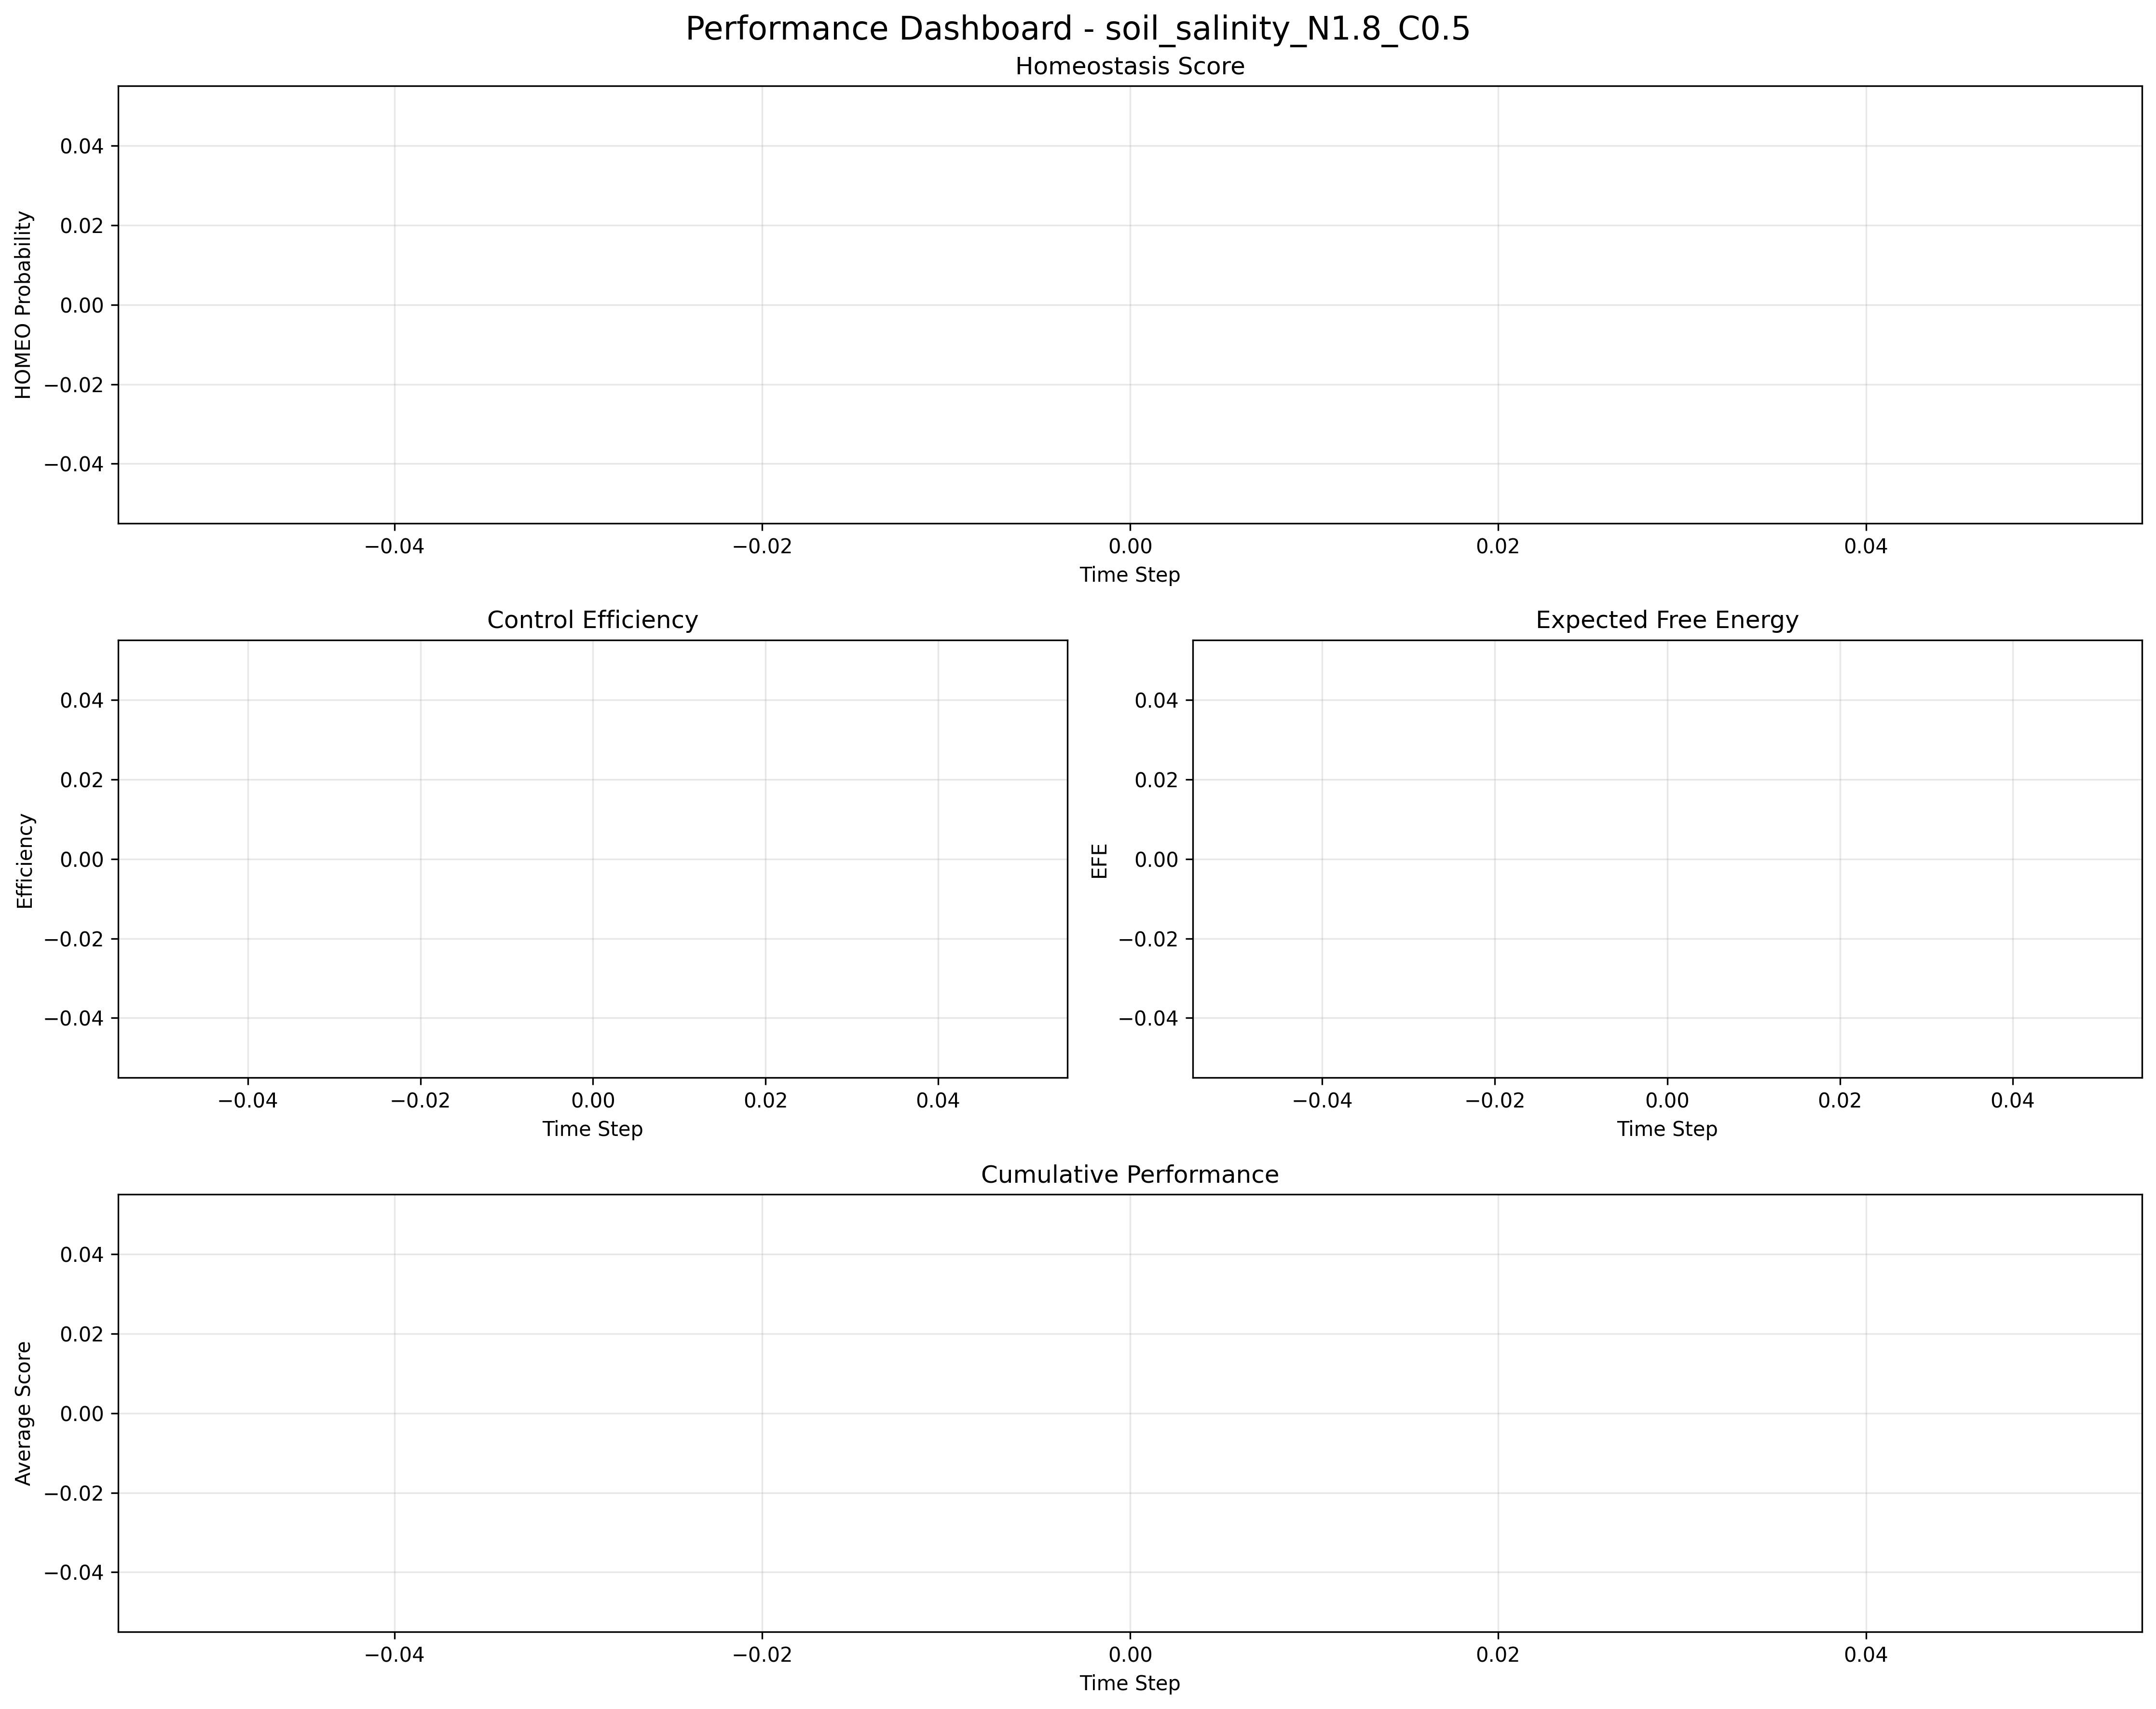 Performance Dashboard - soil_salinity_N1.8_C0.5
Homeostasis Score
HOMEO Probability
0.04
0.02
0.00
−0.02
−0.04
−0.04 −0.02 0.00 0.02 0.04
Time Step
Control Efficiency
Efficiency
0.04
0.02
0.00
−0.02
−0.04
−0.04 −0.02 0.00 0.02 0.04
Time Step
Expected Free Energy
EFE
0.04
0.02
0.00
−0.02
−0.04
−0.04 −0.02 0.00 0.02 0.04
Time Step
Cumulative Performance
Average Score
0.04
0.02
0.00
−0.02
−0.04
−0.04 −0.02 0.00 0.02 0.04
Time Step